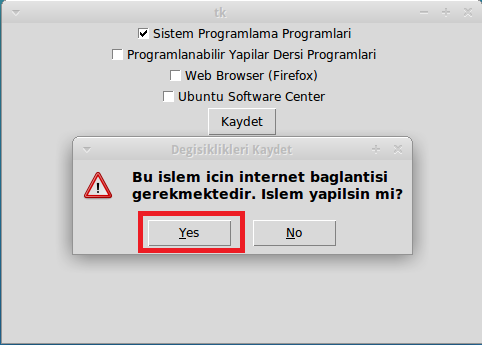 tk
Sistem Programlama Programlari
Programlanabilir Yapilar Dersi Programlari
Web Browser (Firefox)
Ubuntu Software Center
Kaydet
Degisiklikleri Kaydet
Bu islem icin internet baglantisi
gerekmektedir. Islem yapilsin mi?
Yes No